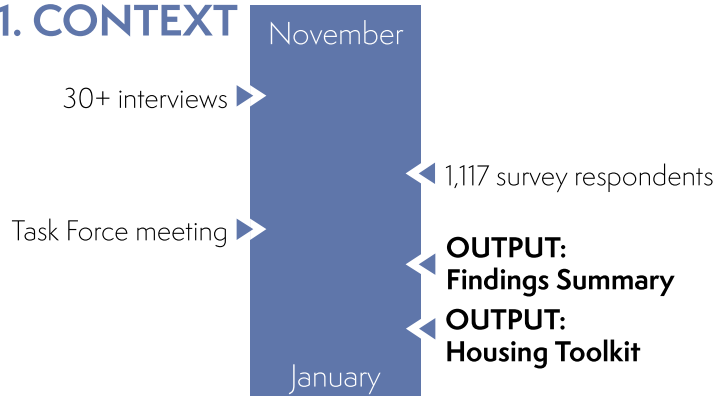 1. CONTEXT
November
30+ interviews
1,117 survey respondents
Task Force meeting
OUTPUT:
Findings Summary
OUTPUT:
Housing Toolkit
January